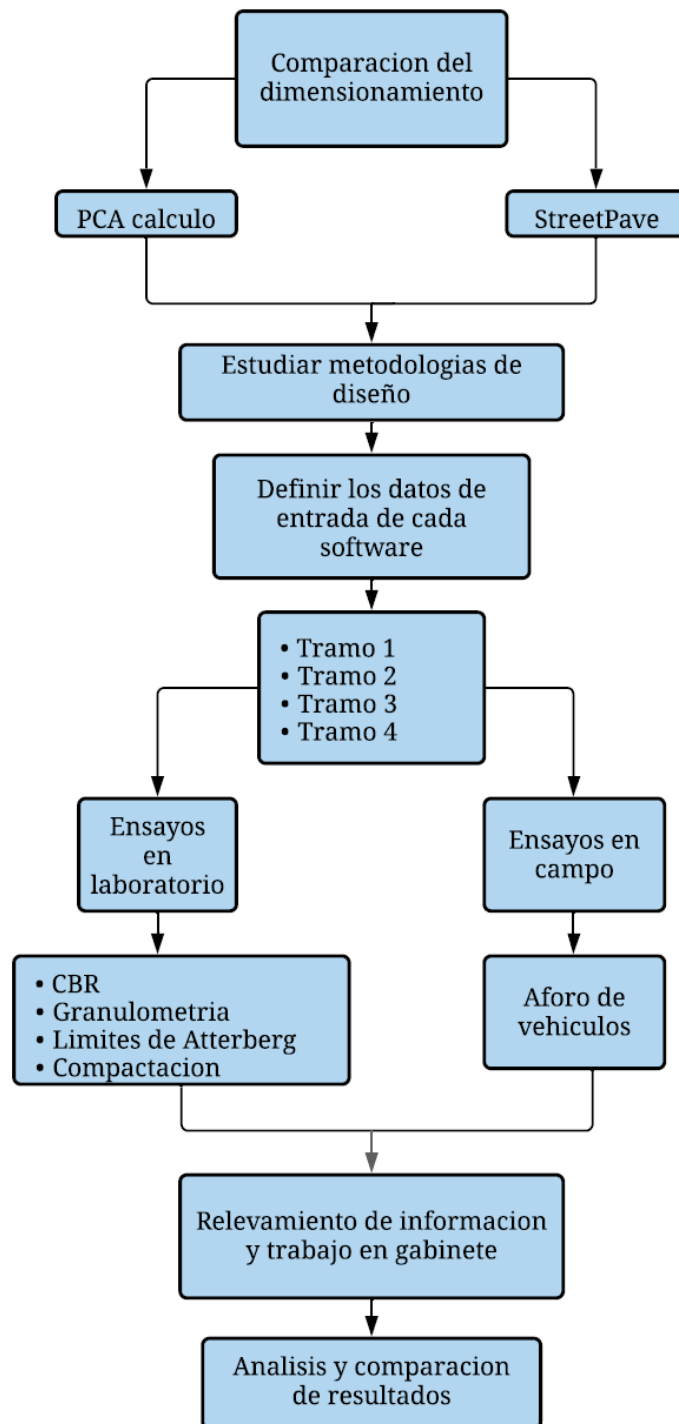 Comparacion del
dimensionamiento
PCA calculo
StreetPave
Estudiar metodologias de
diseño
Definir los datos de
entrada de cada
software
• Tramo 1
• Tramo 2
• Tramo 3
• Tramo 4
Ensayos
en
laboratorio
Ensayos en
campo
• CBR
• Granulometria
• Limites de Atterberg
• Compactacion
Aforo de
vehiculos
Relevamiento de informacion
y trabajo en gabinete
Analisis y comparacion
de resultados